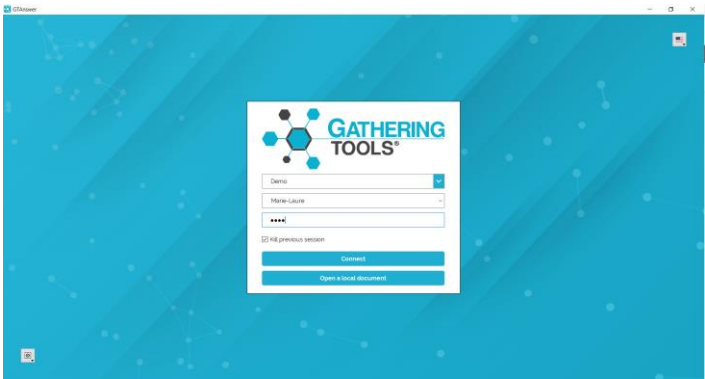 GTAnswer
GATHERING
TOOLS®
Demo
Marie-Laure
••••
Kill previous session
Connect
Open a local document